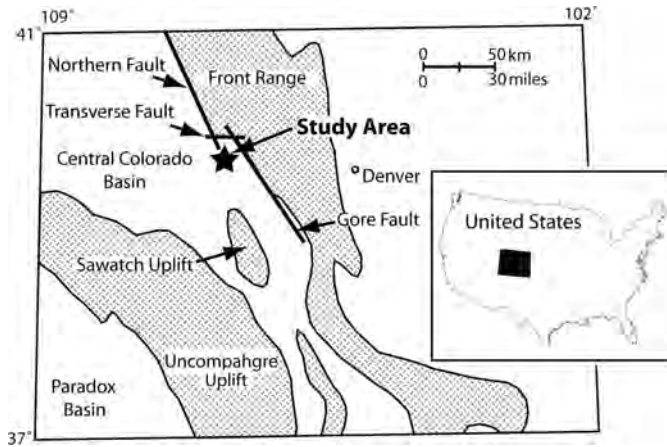 109°
102°
41°
Northern Fault
Front Range
0 50 km
0 30 miles
Transverse Fault
Study Area
Central Colorado
Basin
Denver
Gore Fault
United States
Sawatch Uplift
Uncompahgre
Uplift
Paradox
Basin
37°